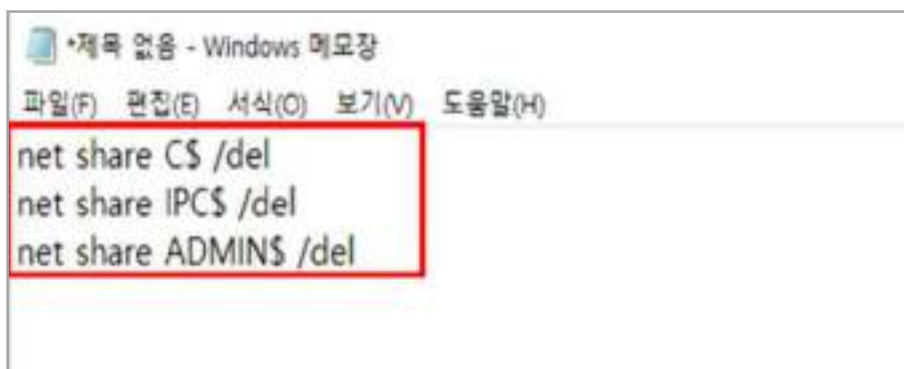 *제목 없음 - Windows 메모장
파일(F) 편집(E) 서식(O) 보기(V) 도움말(H)
net share C$ /del
net share IPC$ /del
net share ADMIN$ /del